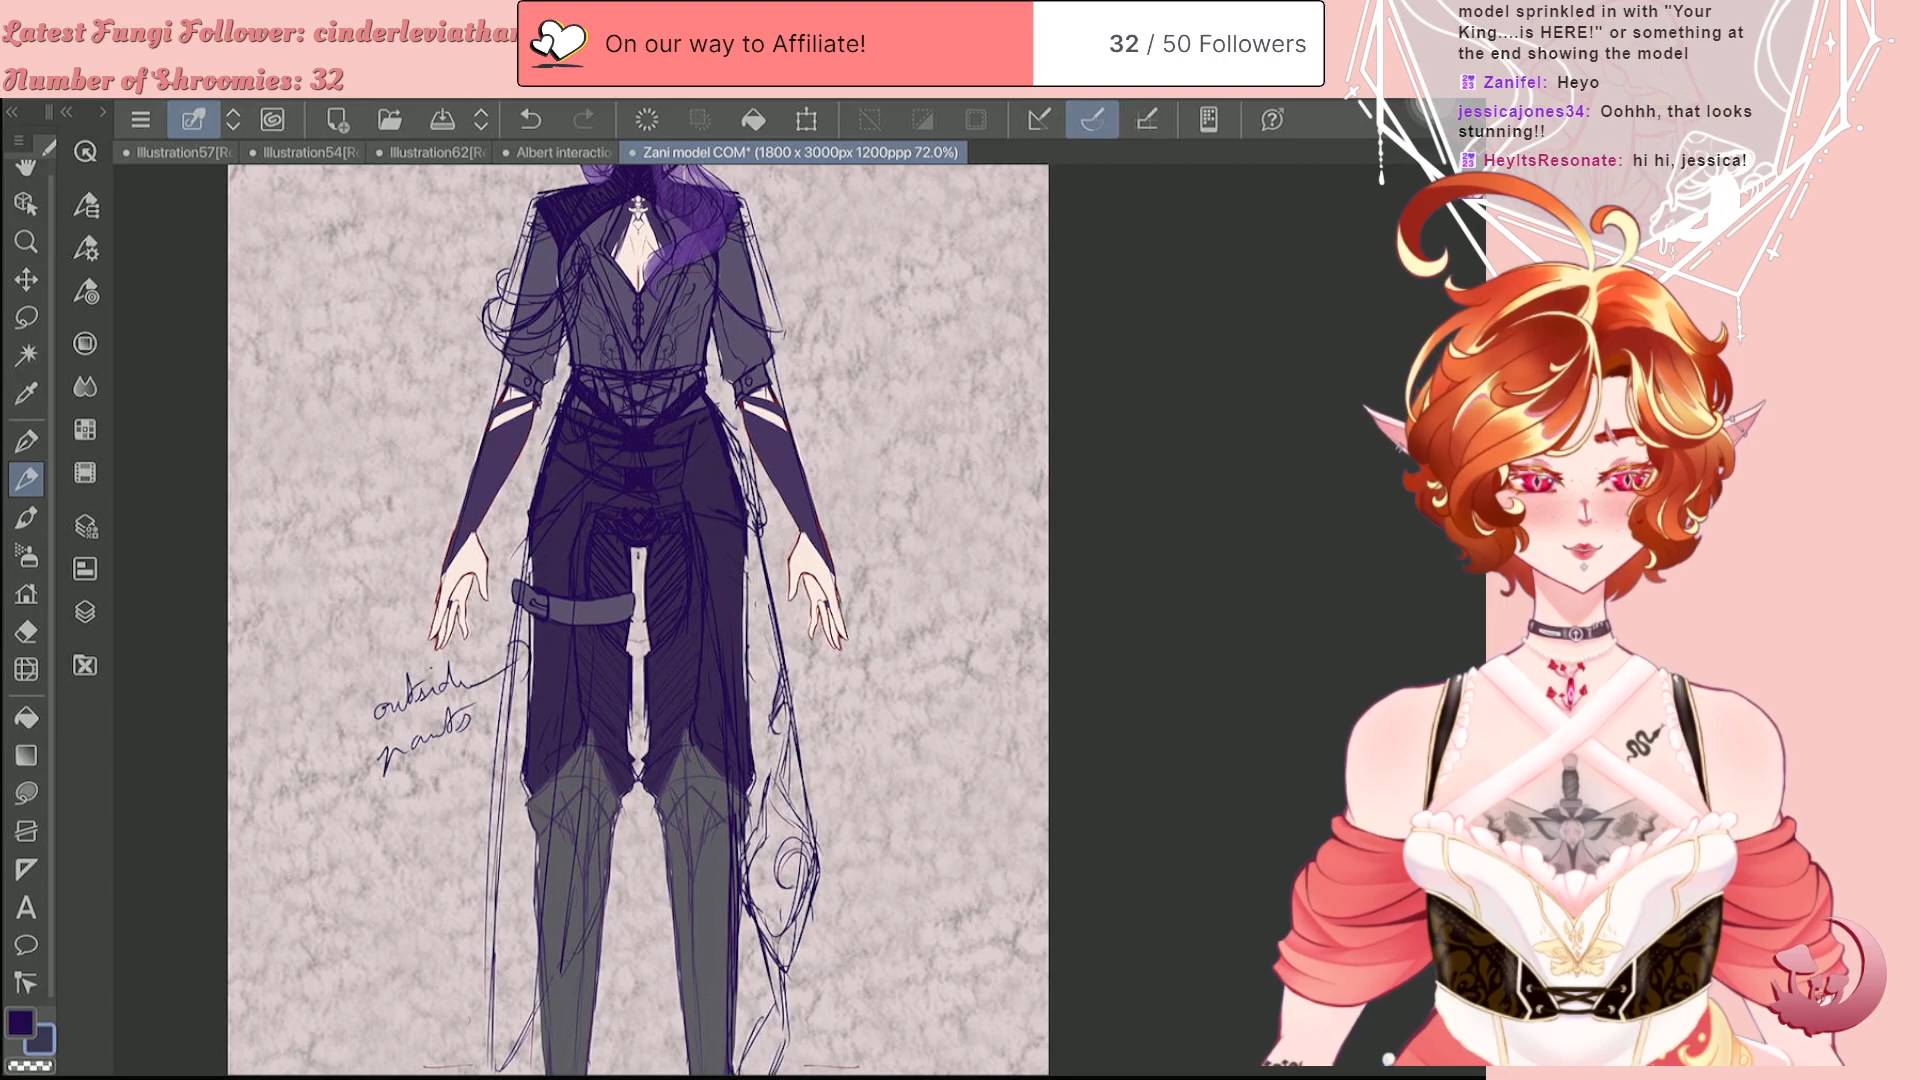 Latest Fungi Follower: cinderleviathan
Number of Shroomies: 32
On our way to Affiliate!
32 / 50 Followers
model sprinkled in with "Your
King....is HERE!" or something at
the end showing the model
Zanifel: Heyo
jessicajones34: Oohhh, that looks
stunning!!
HeyItsResonate: hi hi, jessica!
Illustration57[R
Illustration54[R
Illustration62[R
Albert interactio
Zani model COM* (1800 x 3000px 1200ppp 72.0%)
outside
pants